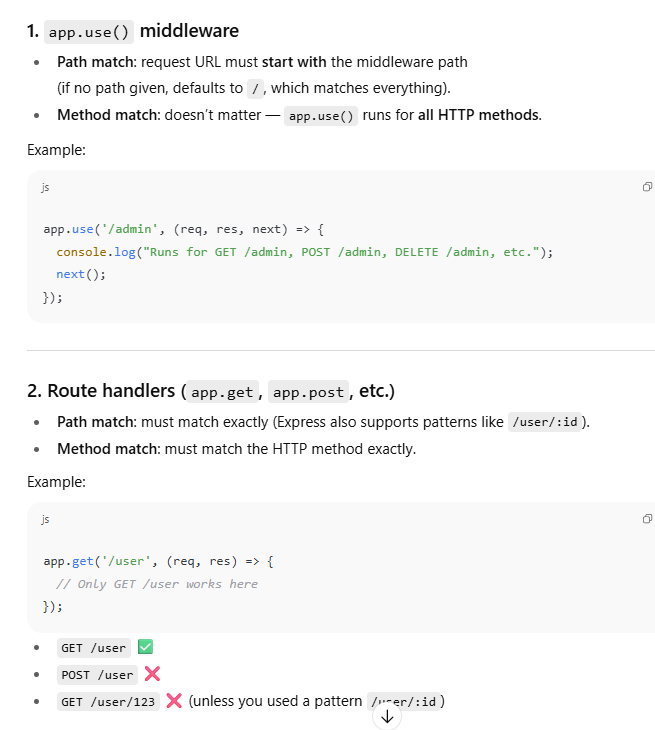 1. app.use() middleware
• Path match: request URL must start with the middleware path
(if no path given, defaults to /, which matches everything).
• Method match: doesn't matter — app.use() runs for all HTTP methods.
Example:
js
app.use('/admin', (req, res, next) => {
  console.log("Runs for GET /admin, POST /admin, DELETE /admin, etc.");
  next();
});
2. Route handlers (app.get, app.post, etc.)
• Path match: must match exactly (Express also supports patterns like /user/:id).
• Method match: must match the HTTP method exactly.
Example:
js
app.get('/user', (req, res) => {
  // Only GET /user works here
});
• GET /user ✅
• POST /user ❌
• GET /user/123 ❌ (unless you used a pattern /user/:id)